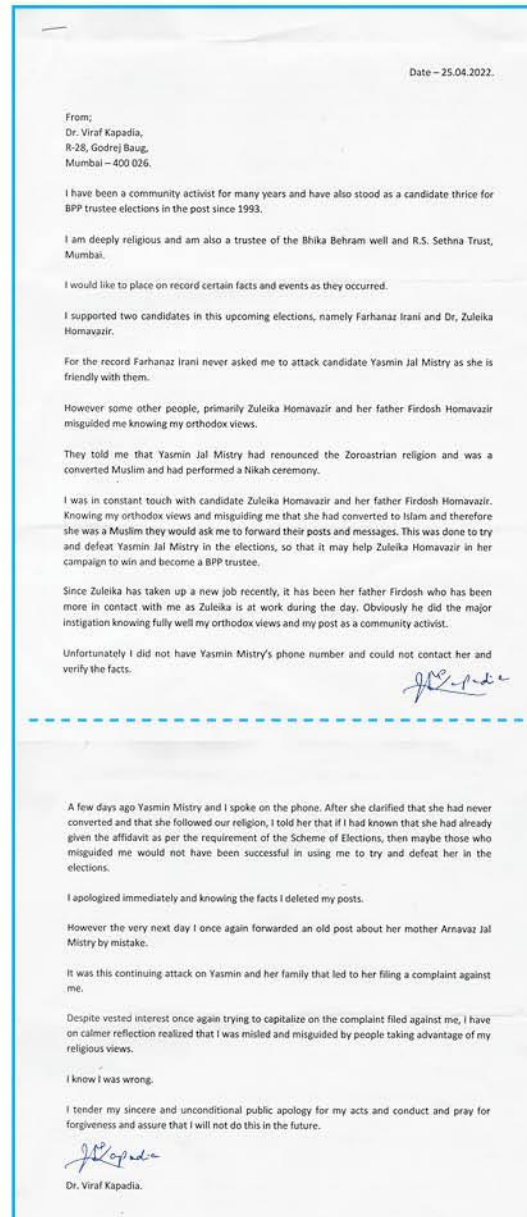 Date – 25.04.2022.
From;
Dr. Viraf Kapadia,
R-28, Godrej Baug,
Mumbai – 400 026.
I have been a community activist for many years and have also stood as a candidate thrice for
BPP trustee elections in the post since 1993.
I am deeply religious and am also a trustee of the Bhika Behram well and R.S. Sethna Trust,
Mumbai.
I would like to place on record certain facts and events as they occurred.
I supported two candidates in this upcoming elections, namely Farhanaz Irani and Dr, Zuleika
Homavazir.
For the record Farhanaz Irani never asked me to attack candidate Yasmin Jal Mistry as she is
friendly with them.
However some other people, primarily Zuleika Homavazir and her father Firdosh Homavazir
misguided me knowing my orthodox views.
They told me that Yasmin Jal Mistry had renounced the Zoroastrian religion and was a
converted Muslim and had performed a Nikah ceremony.
I was in constant touch with candidate Zuleika Homavazir and her father Firdosh Homavazir.
Knowing my orthodox views and misguiding me that she had converted to Islam and therefore
she was a Muslim they would ask me to forward their posts and messages. This was done to try
and defeat Yasmin Jal Mistry in the elections, so that it may help Zuleika Homavazir in her
campaign to win and become a BPP trustee.
Since Zuleika has taken up a new job recently, it has been her father Firdosh who has been
more in contact with me as Zuleika is at work during the day. Obviously he did the major
instigation knowing fully well my orthodox views and my post as a community activist.
Unfortunately I did not have Yasmin Mistry's phone number and could not contact her and
verify the facts.
Kapadia
A few days ago Yasmin Mistry and I spoke on the phone. After she clarified that she had never
converted and that she followed our religion, I told her that if I had known that she had already
given the affidavit as per the requirement of the Scheme of Elections, then maybe those who
misguided me would not have been successful in using me to try and defeat her in the
elections.
I apologized immediately and knowing the facts I deleted my posts.
However the very next day I once again forwarded an old post about her mother Arnavaz Jal
Mistry by mistake.
It was this continuing attack on Yasmin and her family that led to her filing a complaint against
me.
Despite vested interest once again trying to capitalize on the complaint filed against me, I have
on calmer reflection realized that I was misled and misguided by people taking advantage of my
religious views.
I know I was wrong.
I tender my sincere and unconditional public apology for my acts and conduct and pray for
forgiveness and assure that I will not do this in the future.
Kapadia
Dr. Viraf Kapadia.